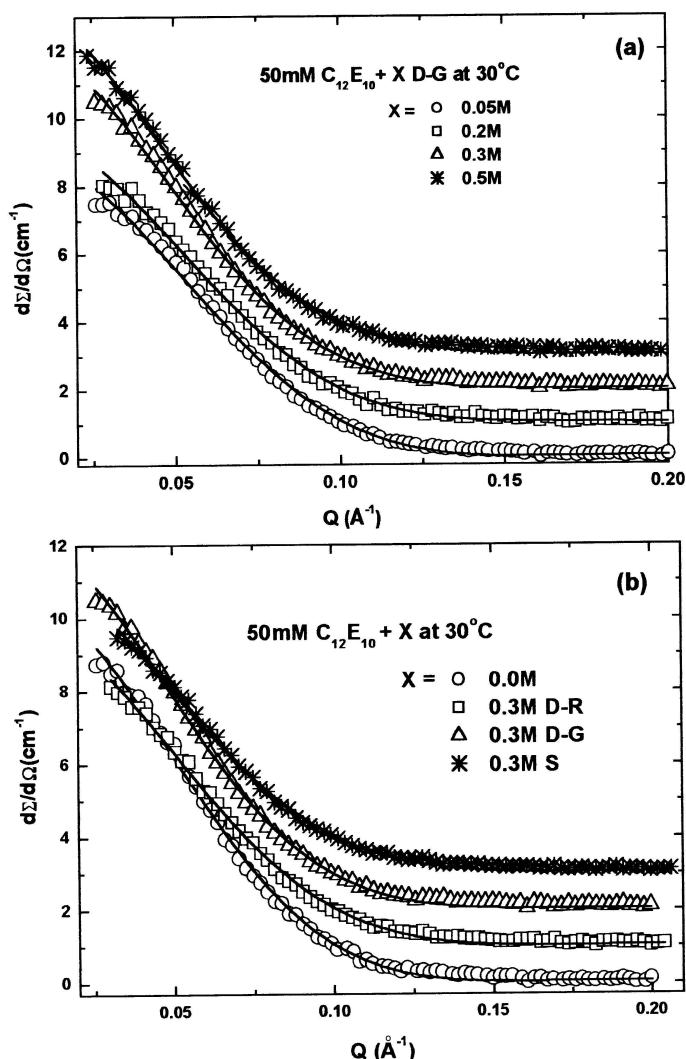 (a)
50mM C₁₂E₁₀ + X D-G at 30°C
X = ○ 0.05M
□ 0.2M
△ 0.3M
✳ 0.5M
12
10
8
6
4
2
0
dΣ/dΩ(cm⁻¹)
0.05 0.10 0.15 0.20
Q (Å⁻¹)
(b)
50mM C₁₂E₁₀ + X at 30°C
X = ○ 0.0M
□ 0.3M D-R
△ 0.3M D-G
✳ 0.3M S
12
10
8
6
4
2
0
dΣ/dΩ(cm⁻¹)
0.05 0.10 0.15 0.20
Q (Å⁻¹)